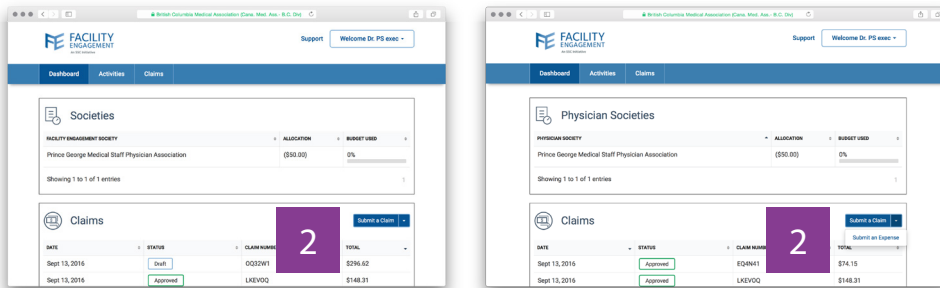 British Columbia Medical Association (Cana. Med. Ass - B.C. Div)
FACILITY
ENGAGEMENT
Support
Welcome Dr. PS exec
Dashboard Activities Claims
Societies
FACILITY ENGAGEMENT SOCIETY ALLOCATION BUDGET USED
Prince George Medical Staff Physician Association ($50.00) 0%
Showing 1 to 1 of 1 entries 1
Claims
Submit a Claim
2
DATE STATUS CLAIM NUMBE TOTAL
Sept 13, 2016 Draft OQ32W1 $296.62
Sept 13, 2016 Approved LKEVOQ $148.31
British Columbia Medical Association (Cana. Med. Ass - B.C. Div)
FACILITY
ENGAGEMENT
Support
Welcome Dr. PS exec
Dashboard Activities Claims
Physician Societies
PHYSICIAN SOCIETY ALLOCATION BUDGET USED
Prince George Medical Staff Physician Association ($50.00) 0%
Showing 1 to 1 of 1 entries 1
Claims
Submit a Claim
Submit an Expense
2
DATE STATUS CLAIM NUMB TOTAL
Sept 13, 2016 Approved EQ4N41 $74.15
Sept 13, 2016 Approved LKEVOQ $148.31